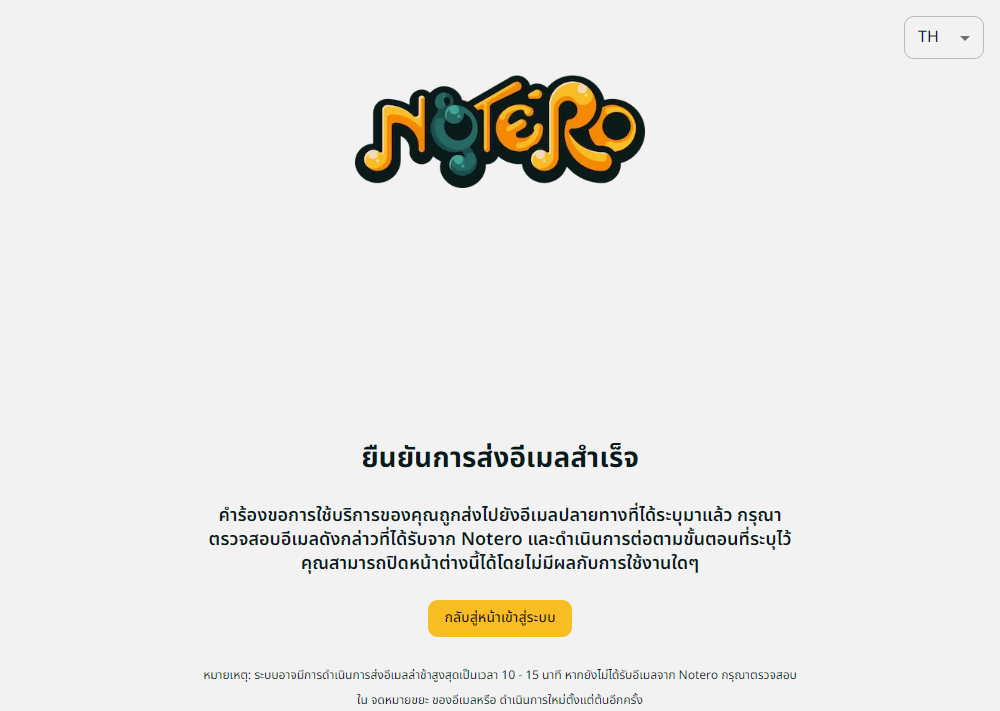 TH
NOTERO
ยืนยันการส่งอีเมลสำเร็จ
คำร้องขอการใช้บริการของคุณถูกส่งไปยังอีเมลปลายทางที่ได้ระบุมาแล้ว กรุณา
ตรวจสอบอีเมลดังกล่าวที่ได้รับจาก Notero และดำเนินการต่อตามขั้นตอนที่ระบุไว้
คุณสามารถปิดหน้าต่างนี้ได้โดยไม่มีผลกับการใช้งานใดๆ
กลับสู่หน้าเข้าสู่ระบบ
หมายเหตุ: ระบบอาจมีการดำเนินการส่งอีเมลล่าช้าสูงสุดเป็นเวลา 10 - 15 นาที หากยังไม่ได้รับอีเมลจาก Notero กรุณาตรวจสอบ
ใน จดหมายขยะ ของอีเมลหรือ ดำเนินการใหม่ตั้งแต่ต้นอีกครั้ง